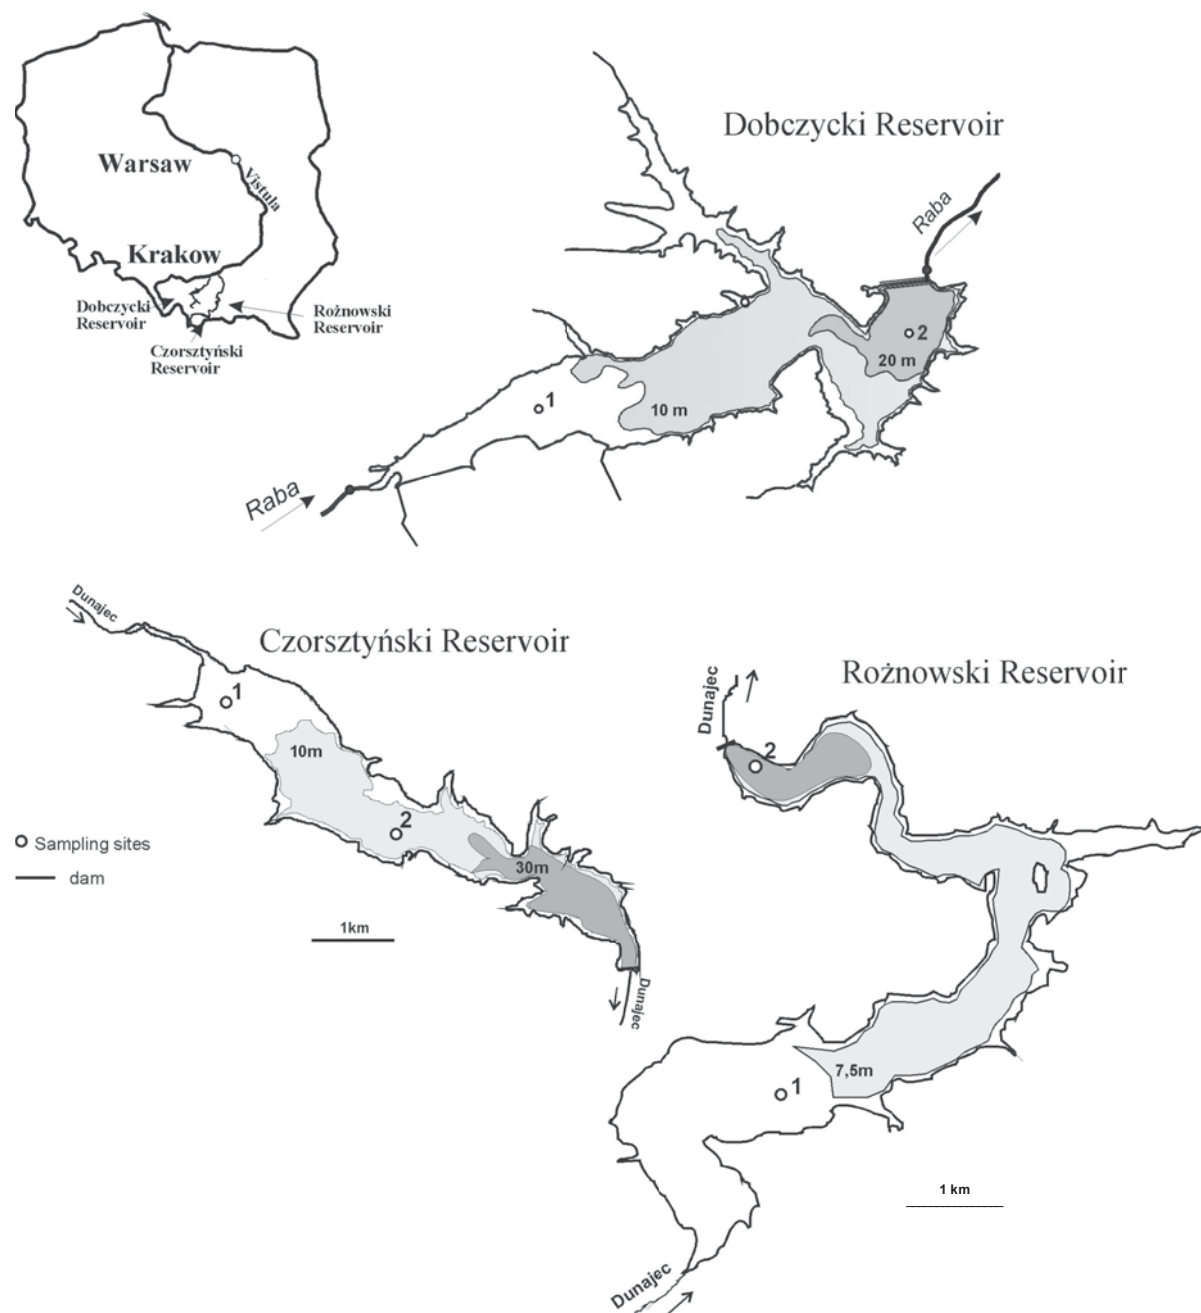 Warsaw
Vistula
Krakow
Dobczycki
Reservoir
Rożnowski
Reservoir
Czorsztyński
Reservoir
Dobczycki Reservoir
Raba
2
20 m
1
10 m
Raba
Dunajec
Czorsztyński Reservoir
1
10m
2
30m
Sampling sites
dam
1km
Dunajec
Rożnowski Reservoir
Dunajec
2
7,5m
1
1 km
Dunajec